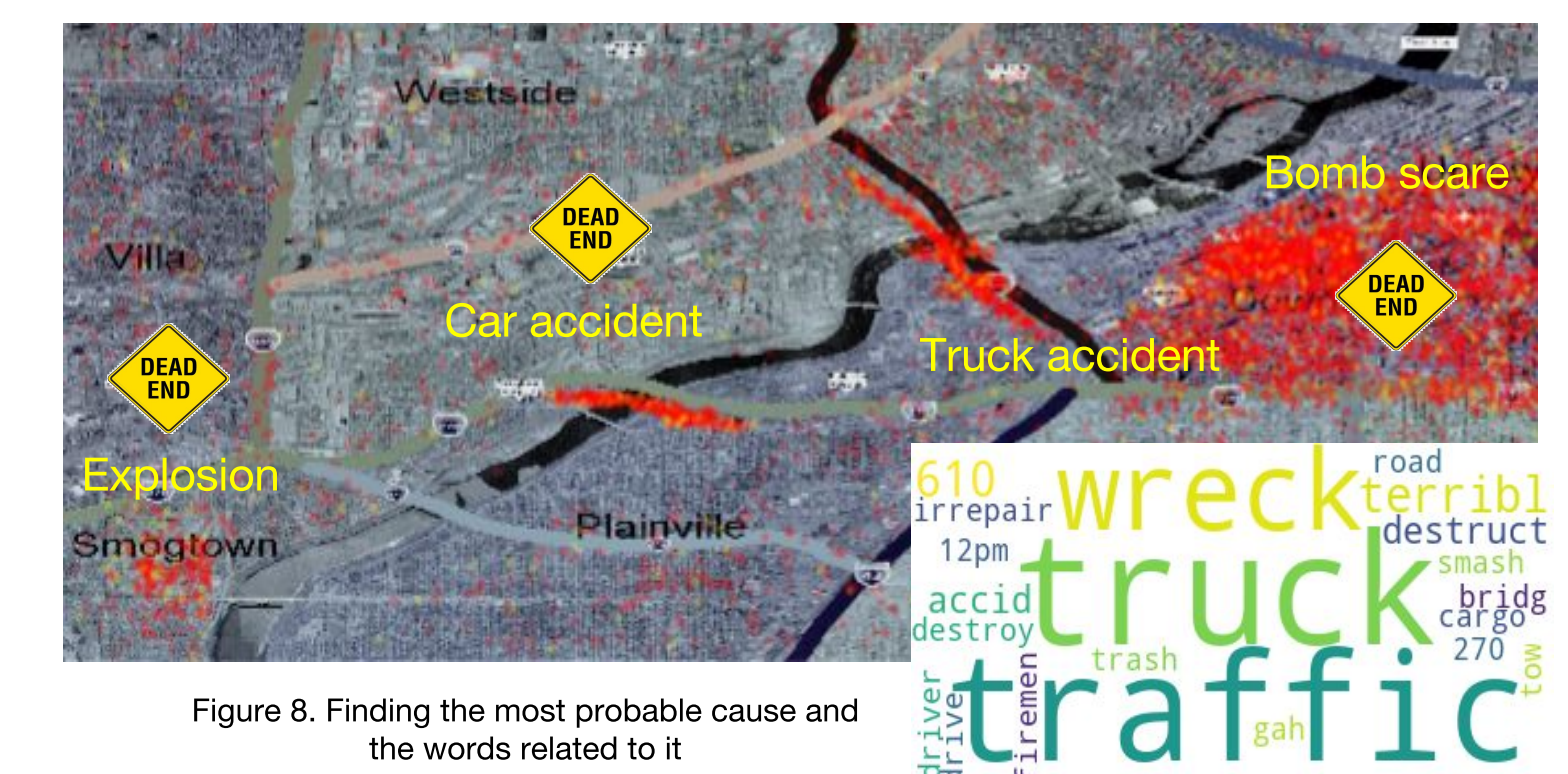 Westside
Bomb scare
DEAD
END
Villa
DEAD
END
Car accident
Truck accident
DEAD
END
Explosion
Plainville
Smogtown
610
wreck
road
terribl
irrepair
destruct
12pm
truck
smash
accid
bridg
cargo
destroy
270
trash
tow
traffic
driver
drive
firemen
gah
Figure 8. Finding the most probable cause and
the words related to it